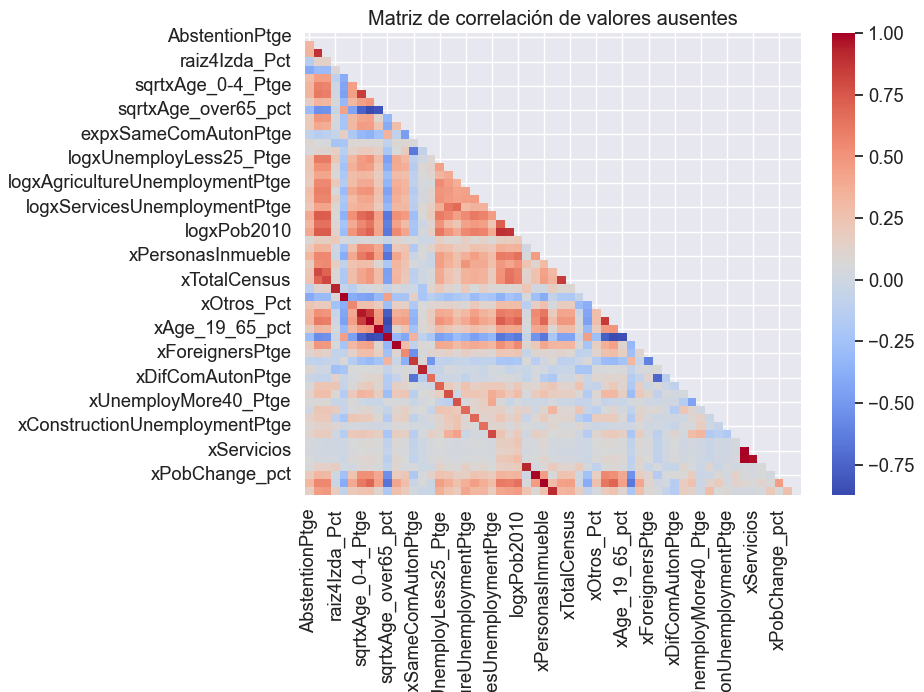 Matriz de correlación de valores ausentes
AbstentionPtge
raiz4Izda_Pct
sqrtxAge_0-4_Ptge
sqrtxAge_over65_pct
expxSameComAutonPtge
logxUnemployLess25_Ptge
logxAgricultureUnemploymentPtge
logxServicesUnemploymentPtge
logxPob2010
xPersonasInmueble
xTotalCensus
xOtros_Pct
xAge_19_65_pct
xForeignersPtge
xDifComAutonPtge
xUnemployMore40_Ptge
xConstructionUnemploymentPtge
xServicios
xPobChange_pct
1.00
0.75
0.50
0.25
0.00
−0.25
−0.50
−0.75
AbstentionPtge
raiz4Izda_Pct
sqrtxAge_0-4_Ptge
sqrtxAge_over65_pct
xSameComAutonPtge
UnemployLess25_Ptge
ureUnemploymentPtge
esUnemploymentPtge
logxPob2010
xPersonasInmueble
xTotalCensus
xOtros_Pct
xAge_19_65_pct
xForeignersPtge
xDifComAutonPtge
nemployMore40_Ptge
onUnemploymentPtge
xServicios
xPobChange_pct